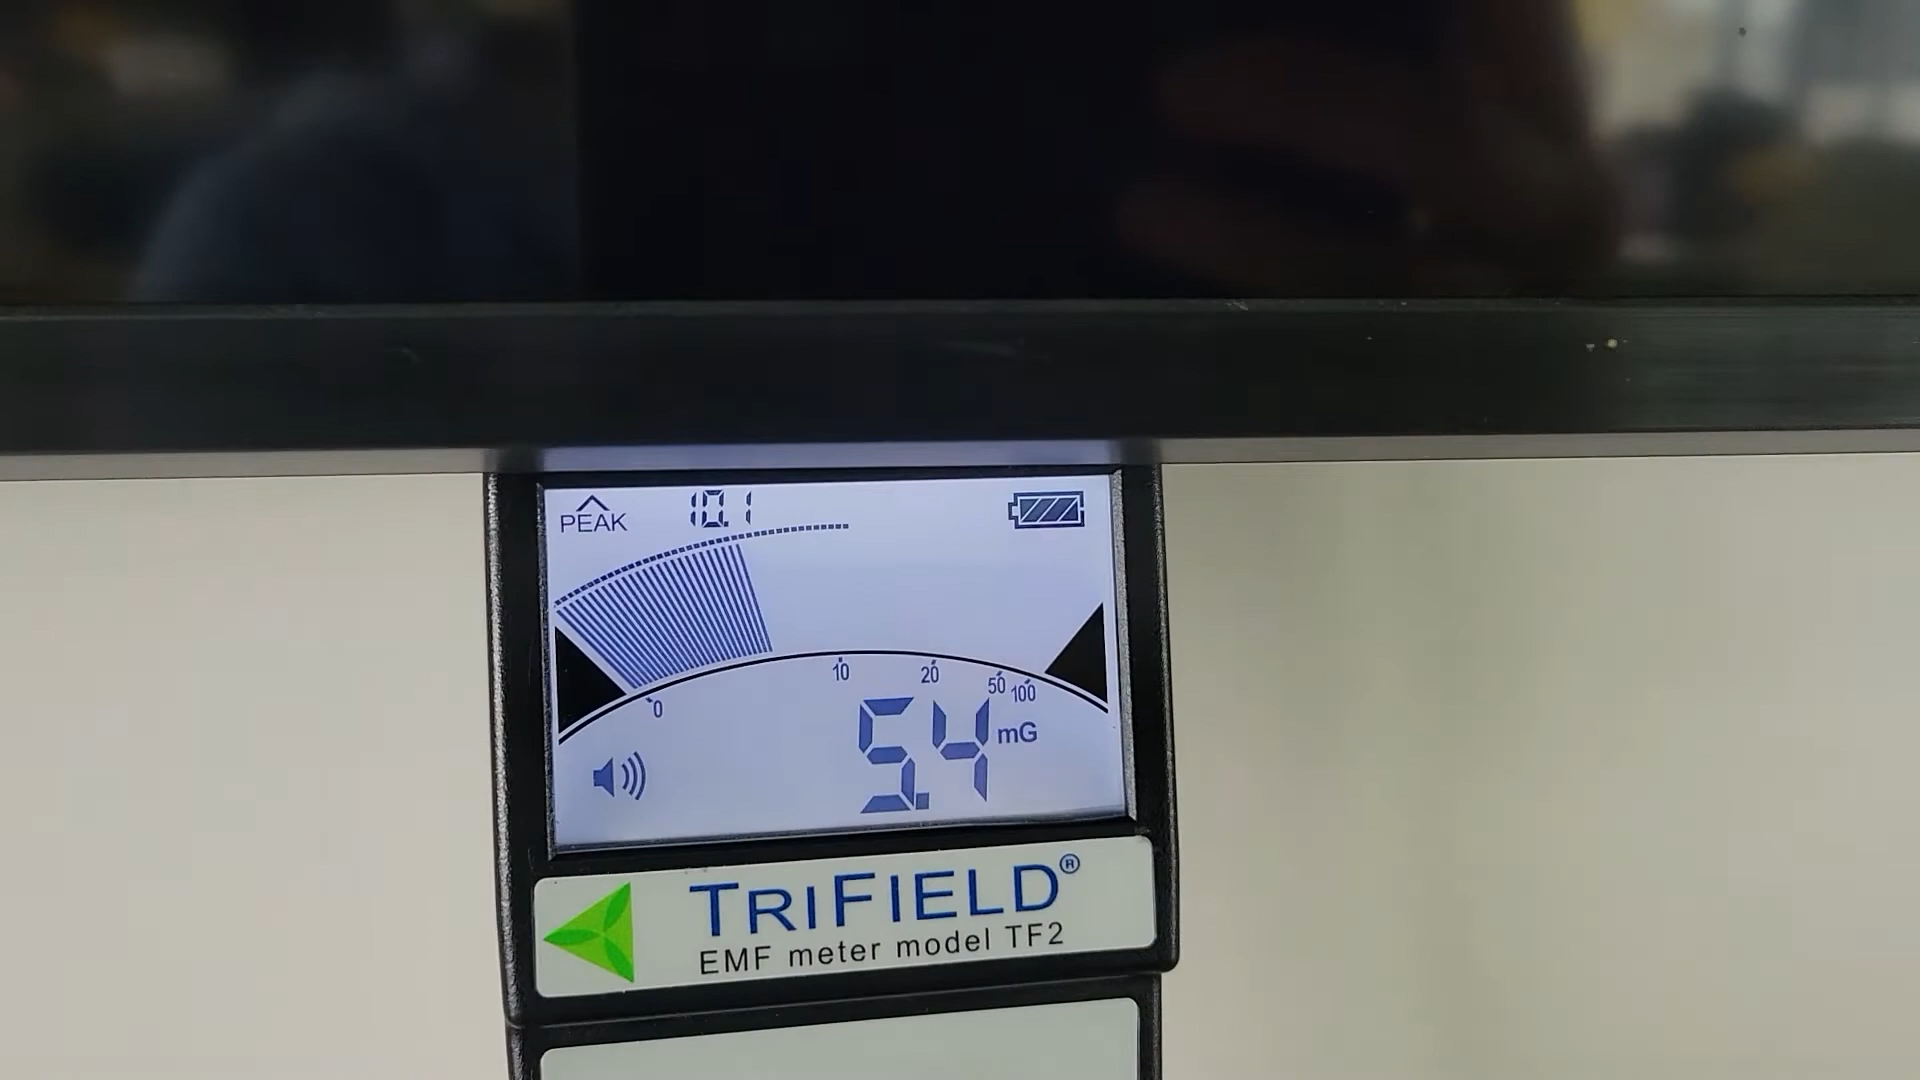 PEAK 10.1
0 10 20 50 100
5.4 mG
TRIFIELD®
EMF meter model TF2